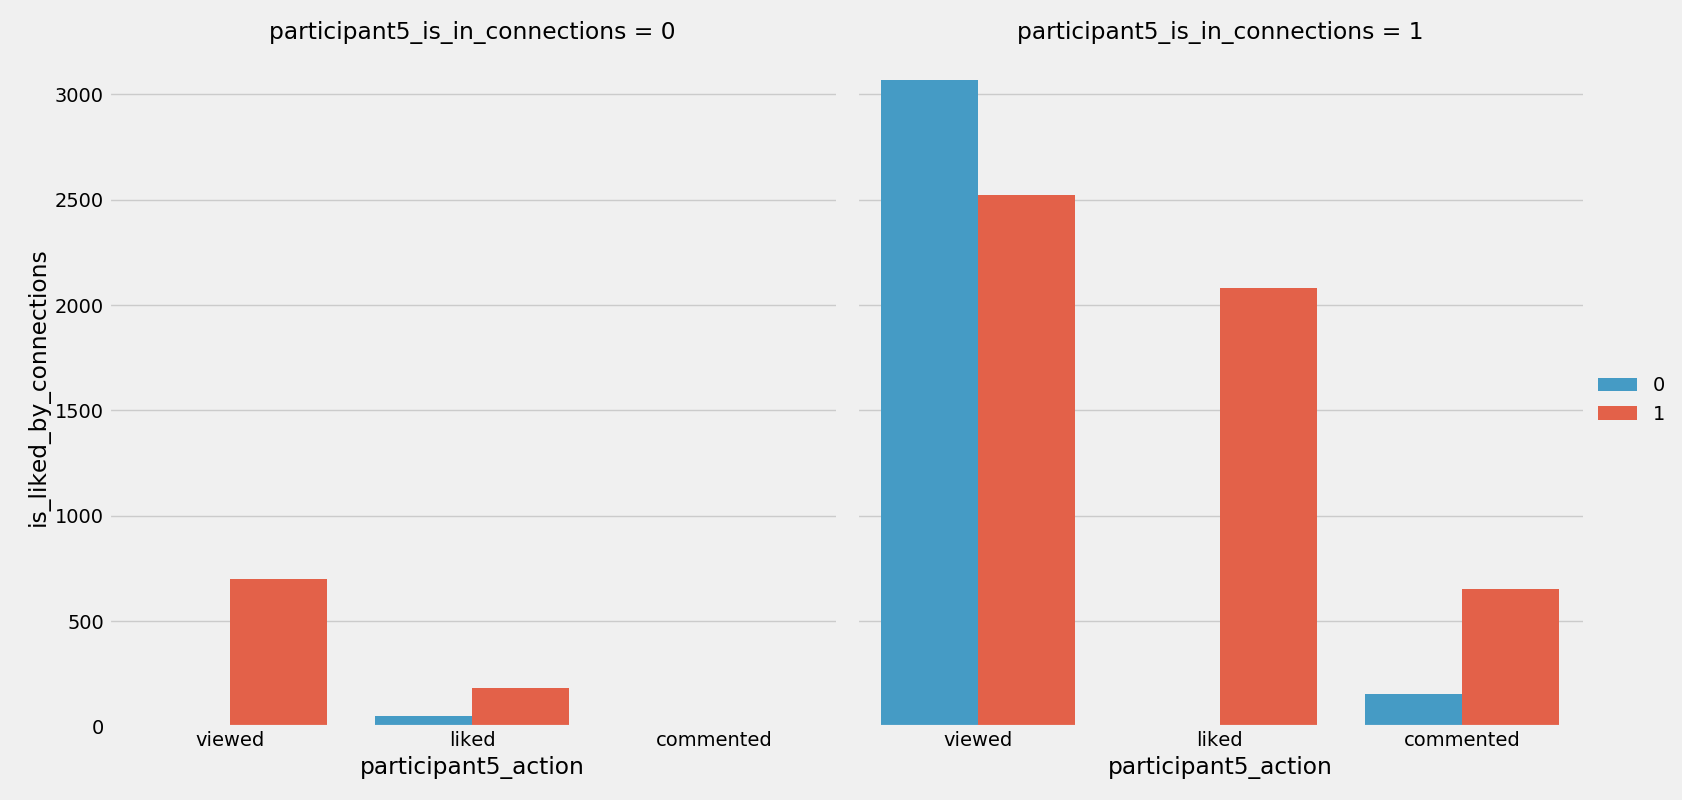 participant5_is_in_connections = 0
participant5_is_in_connections = 1
is_liked_by_connections
3000
2500
2000
1500
1000
500
0
viewed liked commented
viewed liked commented
participant5_action
participant5_action
0
1